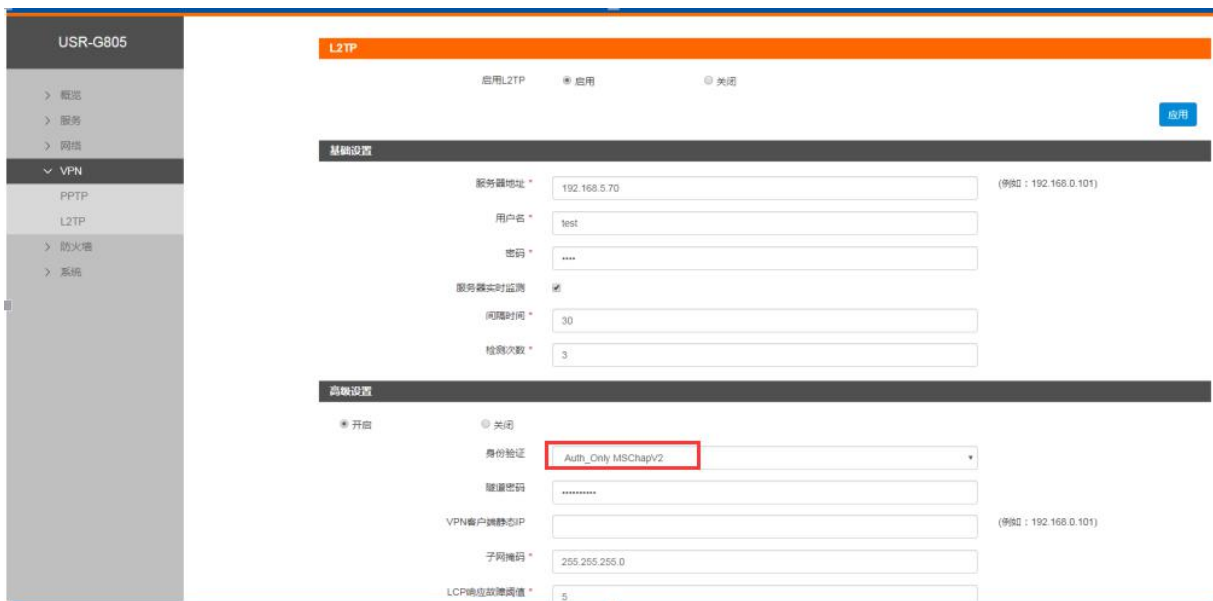 USR-G805
L2TP
启用L2TP 启用 关闭
> 概览
应用
> 服务
> 网络
基础设置
VPN
服务器地址 * 192.168.5.70 (例如：192.168.0.101)
PPTP
用户名 * test
L2TP
> 防火墙
密码 * ••••
> 系统
服务器实时监测
间隔时间 * 30
检测次数 * 3
高级设置
开启 关闭
身份验证 Auth_Only MSChapV2
隧道密码 ••••••••••
VPN客户端静态IP (例如：192.168.0.101)
子网掩码 * 255.255.255.0
LCP响应故障阈值 * 5